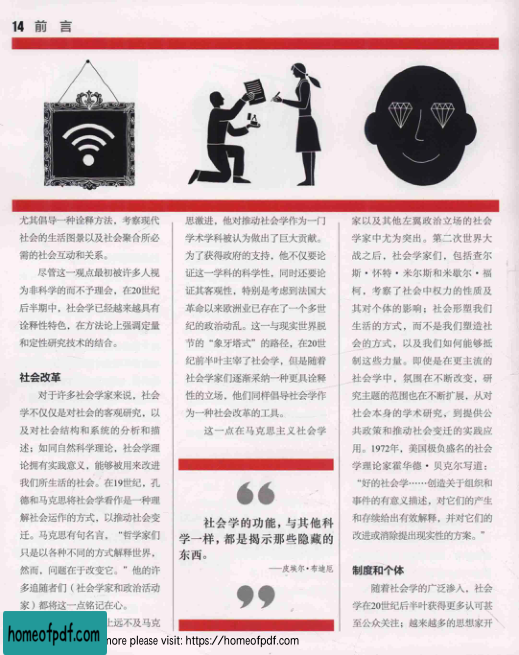 14 前 言
尤其倡导一种诠释方法，考察现代
社会的生活图景以及社会聚合所必
需的社会互动和关系。
尽管这一观点最初被许多人视
为非科学的而不予理会，在20世纪
后半期中，社会学已经越来越具有
诠释性特色，在方法论上强调定量
和定性研究技术的结合。
社会改革
对于许多社会学家来说，社会
学不仅仅是对社会的客观研究，以
及对社会结构和系统的分析和描
述；如同自然科学理论，社会学理
论拥有实践意义，能够被用来改进
我们所生活的社会。在19世纪，孔
德和马克思将社会学看作是一种理
解社会运作的方式，以推动社会变
迁。马克思有句名言，“哲学家们
只是以各种不同的方式解释世界，
然而，问题在于改变它。”他的许
多追随者们（社会学家和政治活动
家）都将这一点铭记在心。
上远不及马克
思激进，他对推动社会学作为一门
学术学科被认为做出了巨大贡献。
为了获得政府的支持，他不仅要论
证这一学科的科学性，同时还要论
证其客观性，特别是考虑到法国大
革命以来欧洲业已存在了一个多世
纪的政治动乱。这一与现实世界脱
节的“象牙塔式”的路径，在20世
纪前半叶主宰了社会学，但是随着
社会学家们逐渐采纳一种更具诠释
性的立场，他们同样倡导社会学作
为一种社会改革的工具。
这一点在马克思主义社会学
社会学的功能，与其他科
学一样，都是揭示那些隐藏的
东西。
——皮埃尔·布迪厄
家以及其他左翼政治立场的社会
学家中尤为突出。第二次世界大
战之后，社会学家们，包括查尔
斯·怀特·米尔斯和米歇尔·福
柯，考察了社会中权力的性质及
其对个体的影响；社会形塑我们
生活的方式，而不是我们塑造社
会的方式，以及我们如何能够抵
制这些力量。即使是在更主流的
社会学中，氛围在不断改变，研
究主题的范围也在不断扩展，从对
社会本身的学术研究，到提供公
共政策和推动社会变迁的实践应
用。1972年，美国极负盛名的社会
学理论家霍华德·贝克尔写道：
“好的社会学……创造关于组织和
事件的有意义描述，对它们的产生
和存续给出有效解释，并对它们的
改进或消除提出现实性的方案。”
制度和个体
随着社会学的广泛渗入，社会
学在20世纪后半叶获得更多认可甚
至公众关注；越来越多的思想家开
homeofpdf.com
more please visit: https://homeofpdf.com